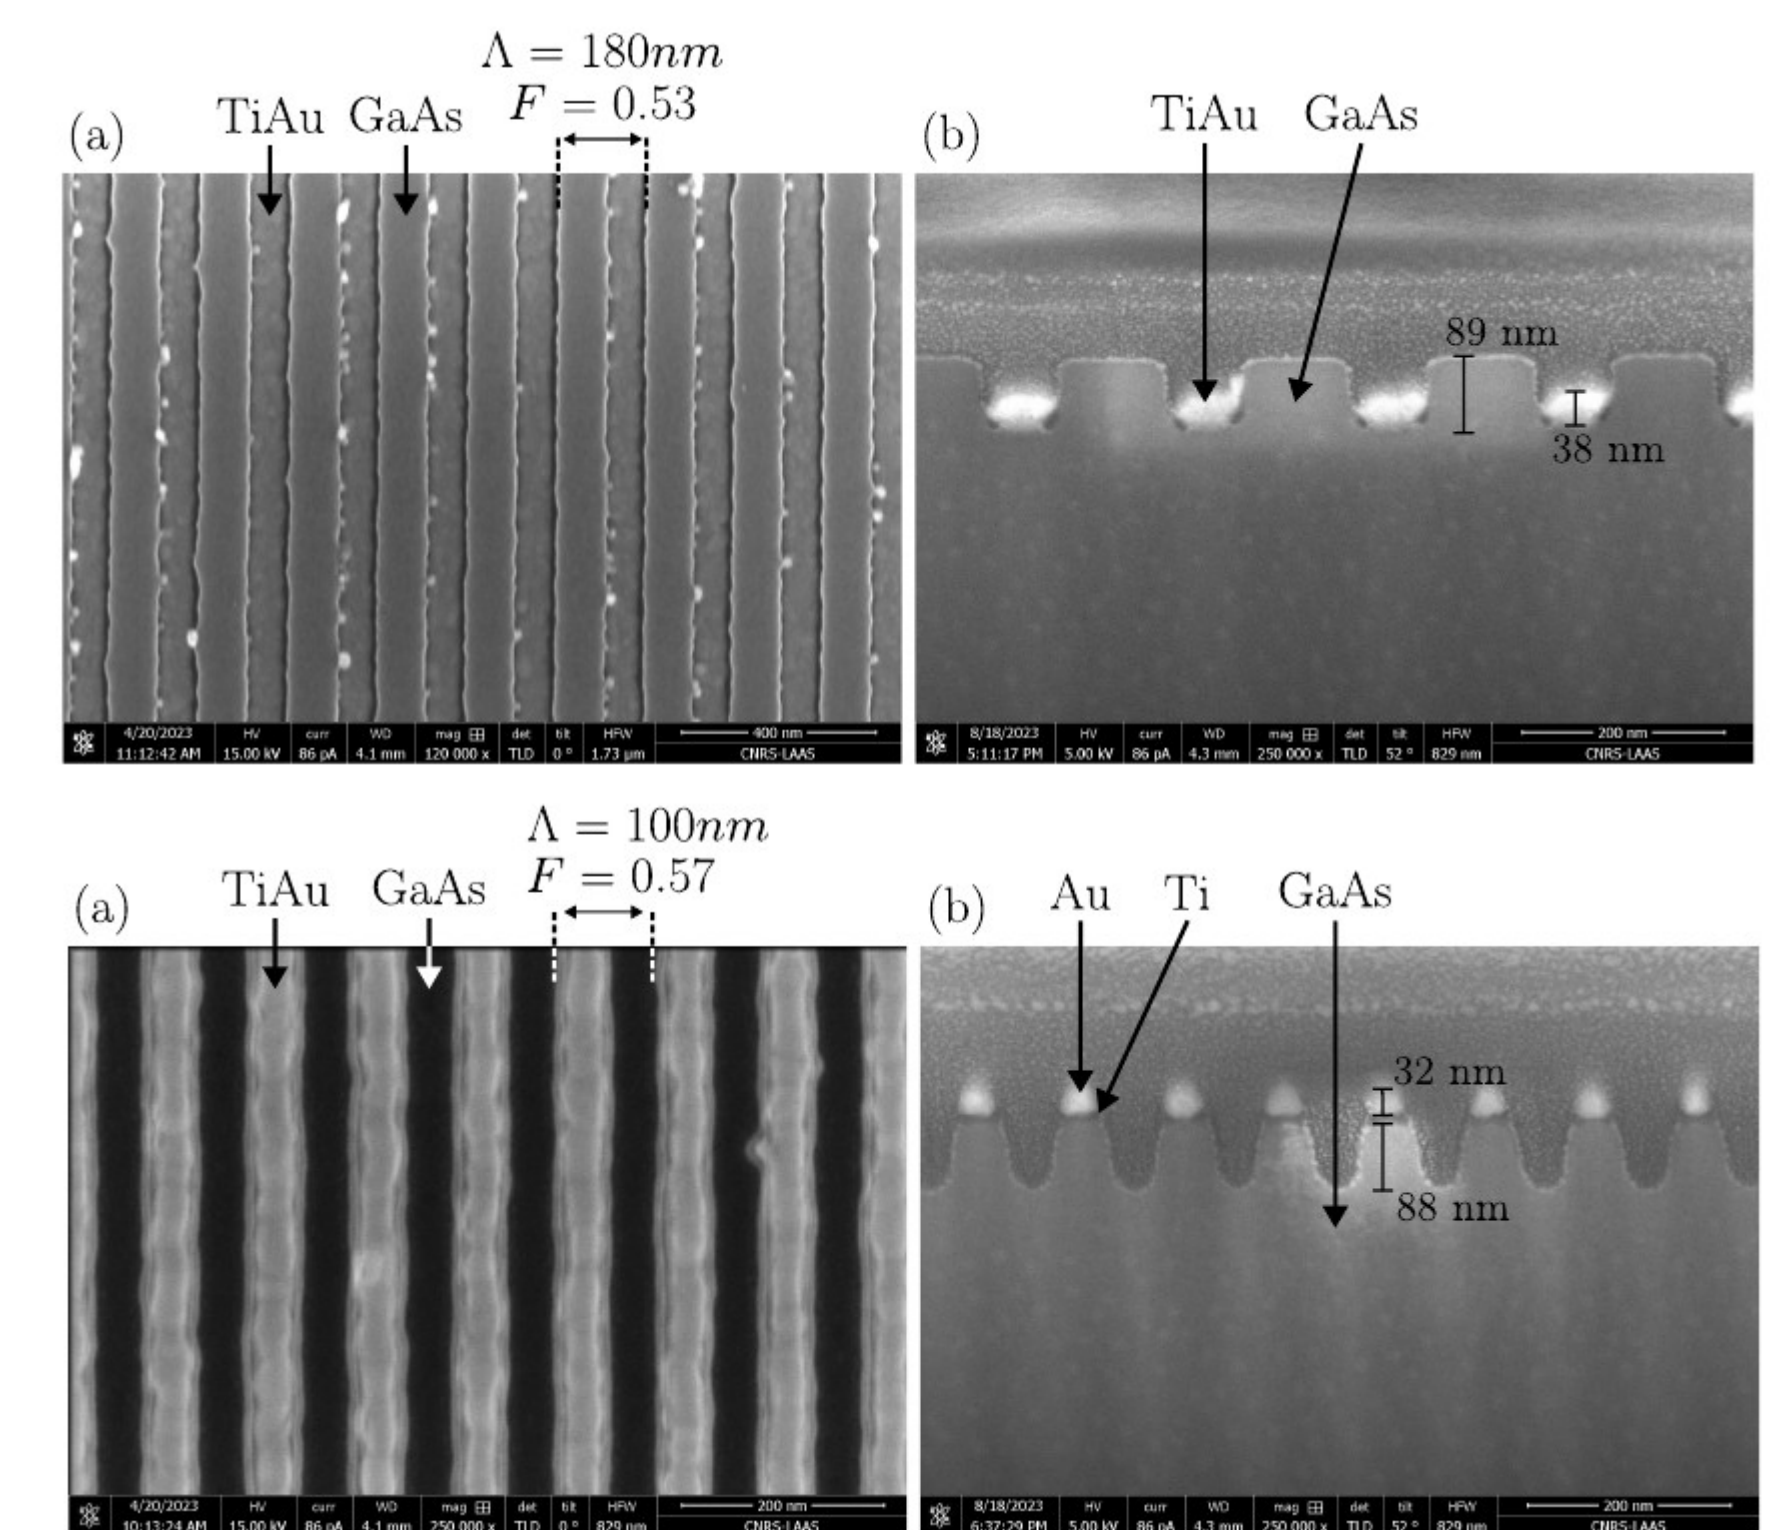 Λ = 180nm
F = 0.53
(a) TiAu GaAs
(b) TiAu GaAs
89 nm
38 nm
4/20/2023 HV curr WD mag det tilt HFW 400 nm
11:12:42 AM 15.00 kV 86 pA 4.1 mm 120 000 x TLD 0 ° 1.73 µm CNRS-LAAS
8/18/2023 HV curr WD mag det tilt HFW 200 nm
5:11:17 PM 5.00 kV 86 pA 4.3 mm 250 000 x TLD 52 ° 829 nm CNRS-LAAS
Λ = 100nm
F = 0.57
(a) TiAu GaAs
(b) Au Ti GaAs
32 nm
88 nm
4/20/2023 HV curr WD mag det tilt HFW 200 nm
10:13:24 AM 15.00 kV 86 pA 4.1 mm 250 000 x TLD 0 ° 829 nm CNRS-LAAS
8/18/2023 HV curr WD mag det tilt HFW 200 nm
6:37:29 PM 5.00 kV 86 pA 4.3 mm 250 000 x TLD 52 ° 829 nm CNRS-LAAS